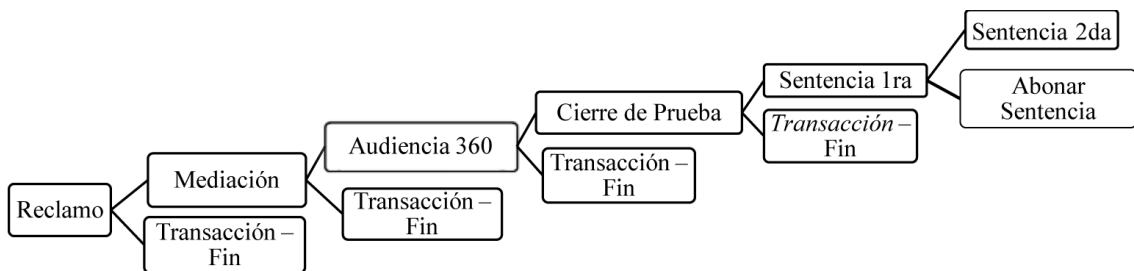 Sentencia 2da
Sentencia 1ra
Abonar
Sentencia
Cierre de Prueba
Transacción –
Fin
Audiencia 360
Transacción –
Fin
Mediación
Transacción –
Fin
Reclamo
Transacción –
Fin